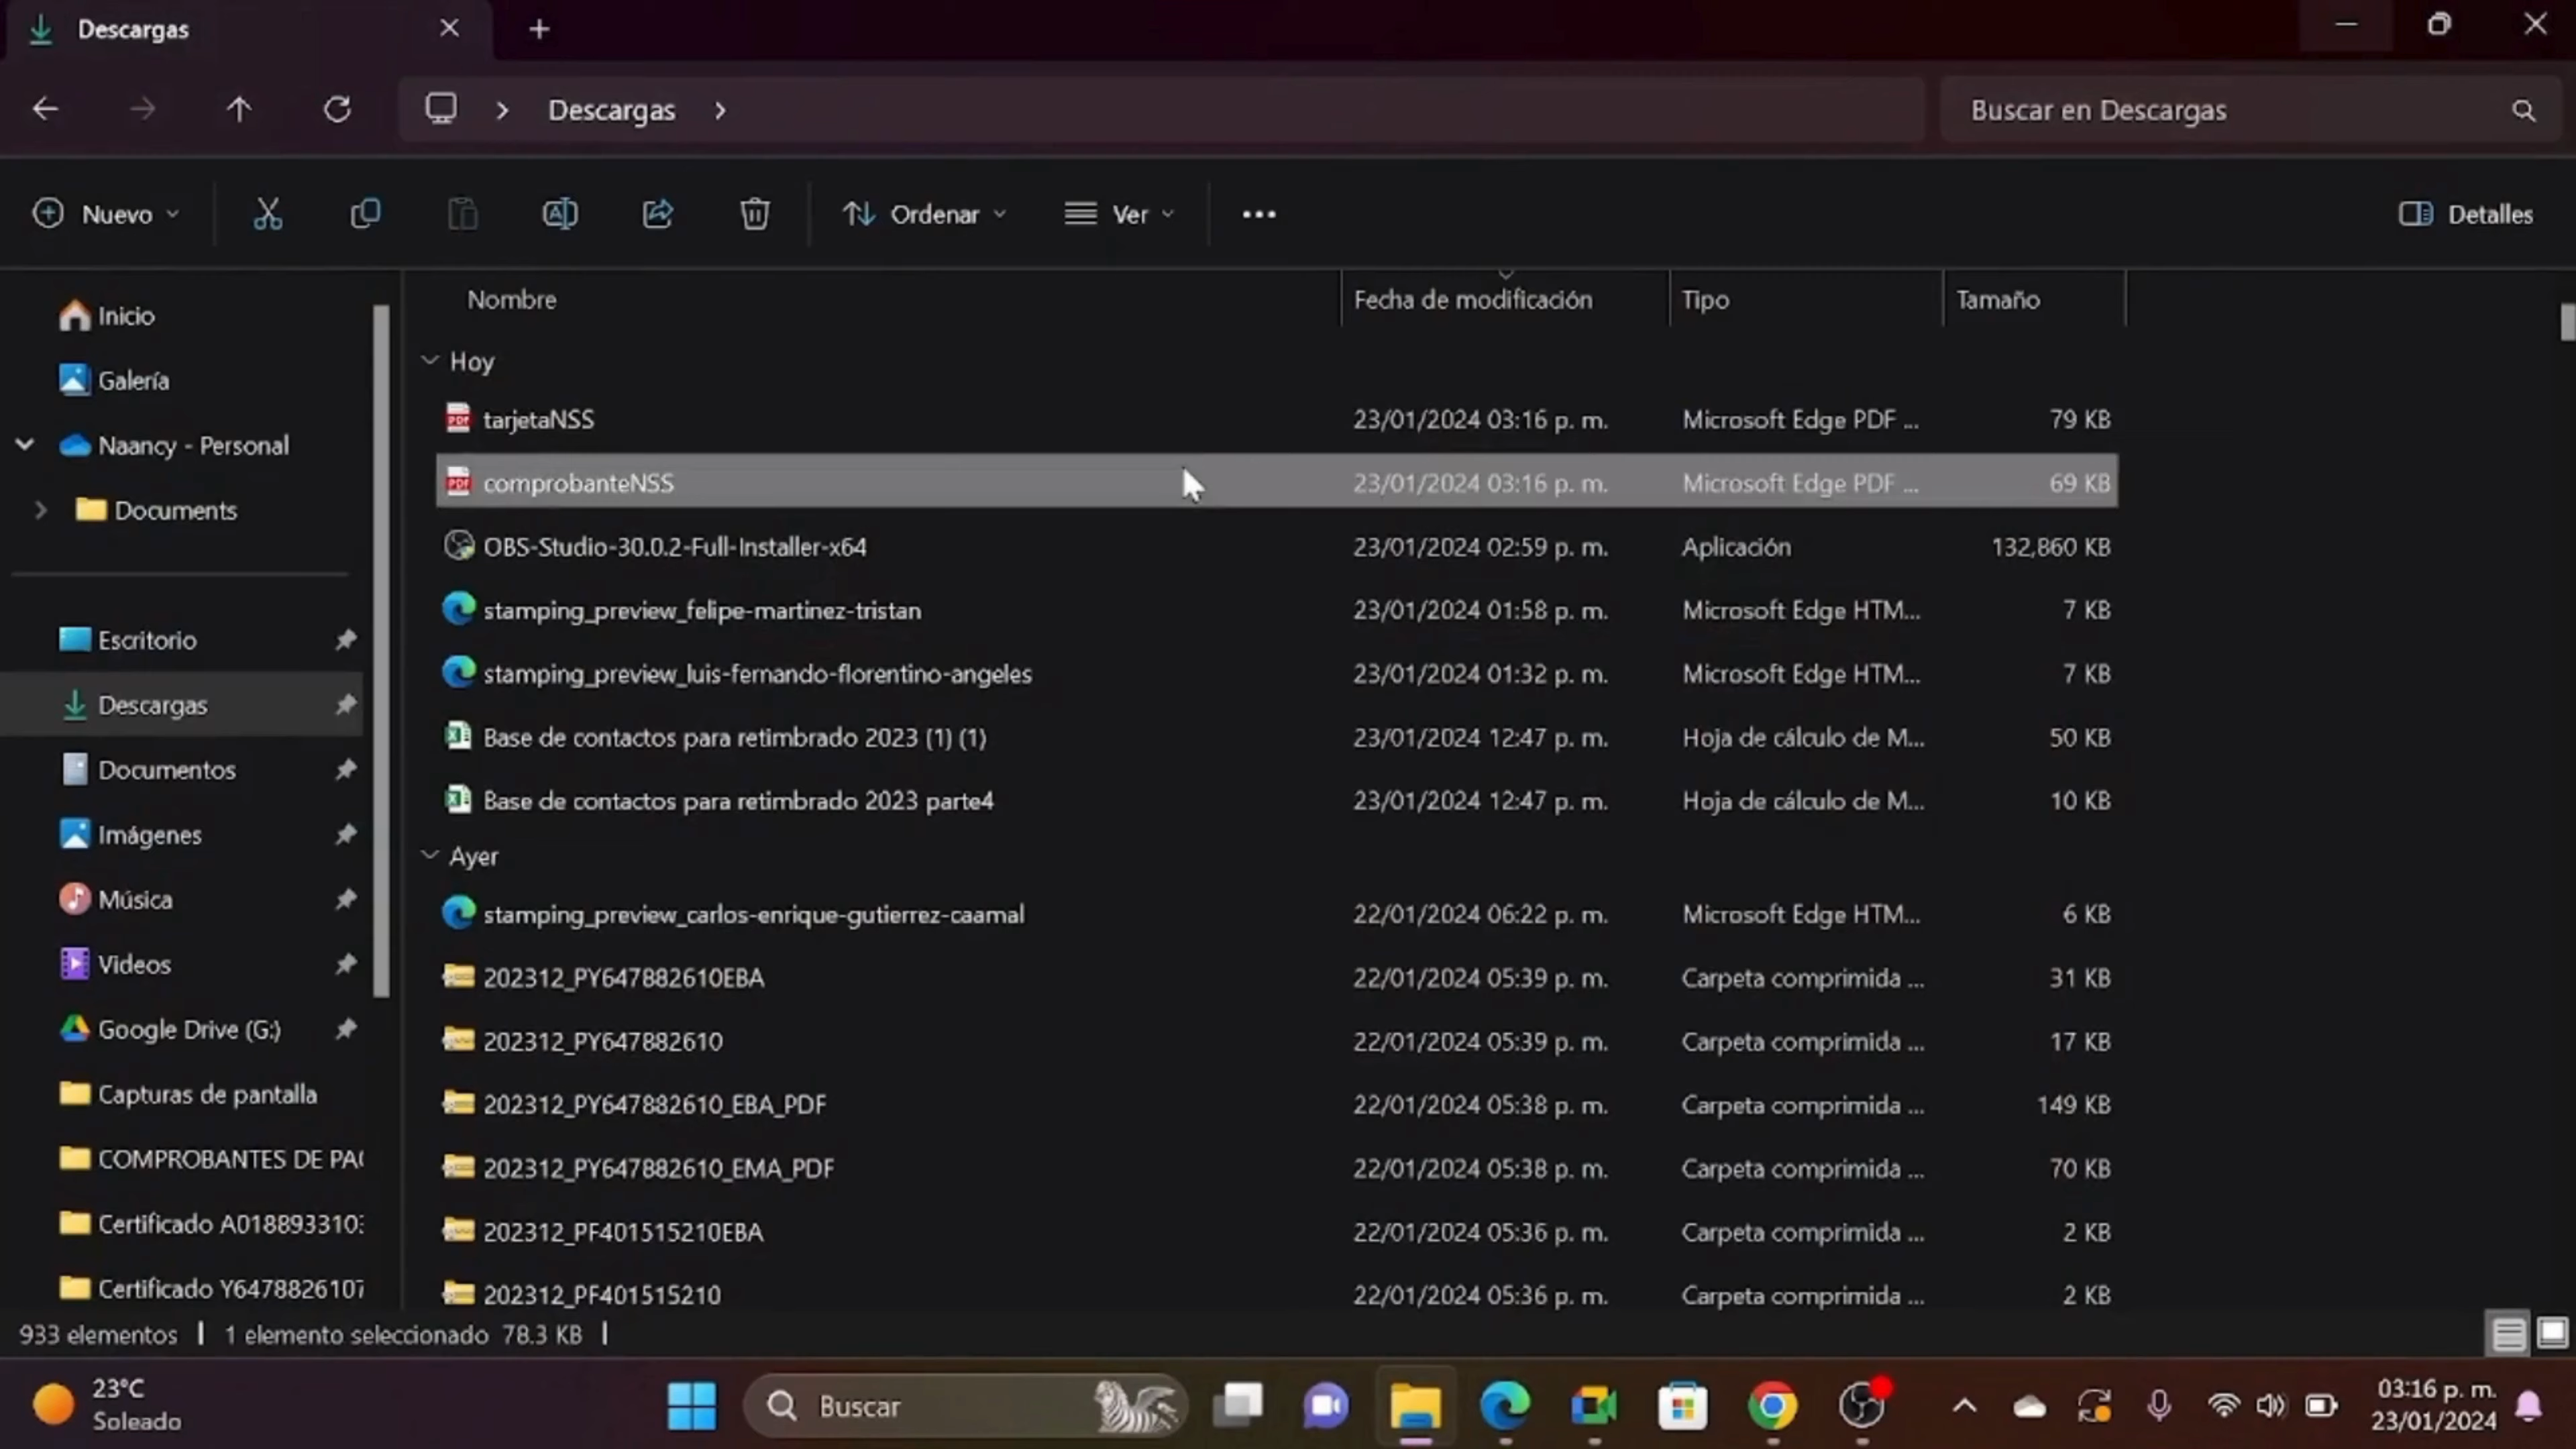 Descargas
Descargas
Buscar en Descargas
Nuevo
Ordenar
Ver
Detalles
Nombre
Fecha de modificación
Tipo
Tamaño
Inicio
Galería
Naancy - Personal
Documents
Escritorio
Descargas
Documentos
Imágenes
Música
Videos
Google Drive (G:)
Capturas de pantalla
COMPROBANTES DE PA
Certificado A0188933103
Certificado Y6478826107
Hoy
tarjetaNSS 23/01/2024 03:16 p. m. Microsoft Edge PDF ... 79 KB
comprobanteNSS 23/01/2024 03:16 p. m. Microsoft Edge PDF ... 69 KB
OBS-Studio-30.0.2-Full-Installer-x64 23/01/2024 02:59 p. m. Aplicación 132,860 KB
stamping_preview_felipe-martinez-tristan 23/01/2024 01:58 p. m. Microsoft Edge HTM... 7 KB
stamping_preview_luis-fernando-florentino-angeles 23/01/2024 01:32 p. m. Microsoft Edge HTM... 7 KB
Base de contactos para retimbrado 2023 (1) (1) 23/01/2024 12:47 p. m. Hoja de cálculo de M... 50 KB
Base de contactos para retimbrado 2023 parte4 23/01/2024 12:47 p. m. Hoja de cálculo de M... 10 KB
Ayer
stamping_preview_carlos-enrique-gutierrez-caamal 22/01/2024 06:22 p. m. Microsoft Edge HTM... 6 KB
202312_PY647882610EBA 22/01/2024 05:39 p. m. Carpeta comprimida ... 31 KB
202312_PY647882610 22/01/2024 05:39 p. m. Carpeta comprimida ... 17 KB
202312_PY647882610_EBA_PDF 22/01/2024 05:38 p. m. Carpeta comprimida ... 149 KB
202312_PY647882610_EMA_PDF 22/01/2024 05:38 p. m. Carpeta comprimida ... 70 KB
202312_PF401515210EBA 22/01/2024 05:36 p. m. Carpeta comprimida ... 2 KB
202312_PF401515210 22/01/2024 05:36 p. m. Carpeta comprimida ... 2 KB
933 elementos 1 elemento seleccionado 78.3 KB
23°C
Soleado
Buscar
03:16 p. m.
23/01/2024